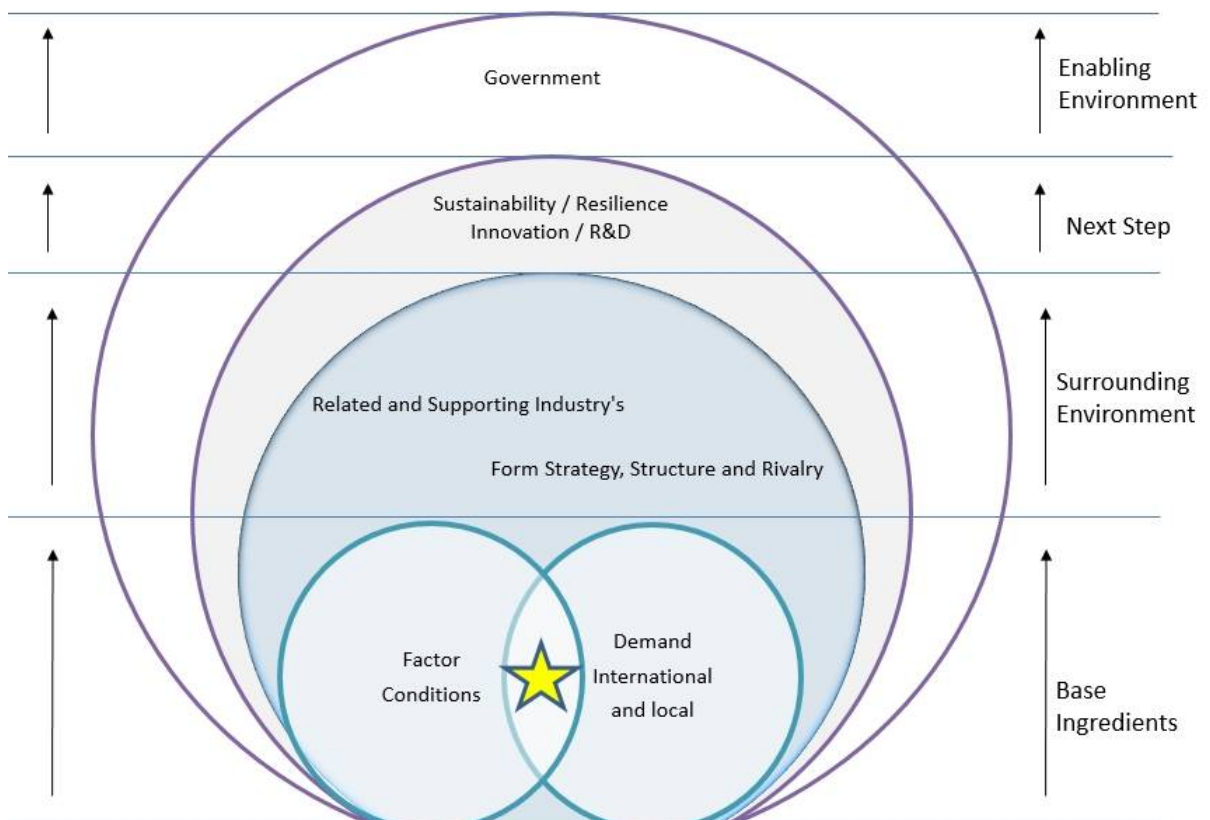 Government
Enabling
Environment
Sustainability / Resilience
Innovation / R&D
Next Step
Related and Supporting Industry's
Form Strategy, Structure and Rivalry
Surrounding
Environment
Factor
Conditions
Demand
International
and local
Base
Ingredients